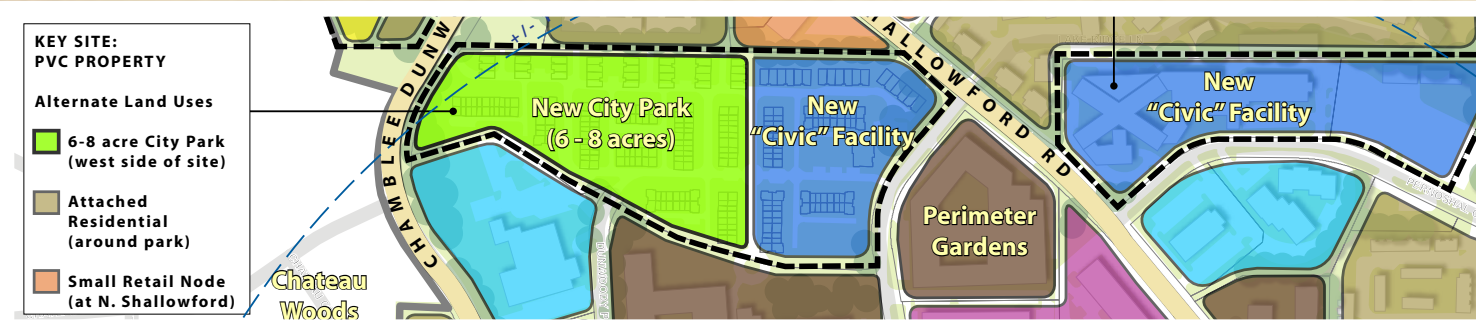 KEY SITE:
PVC PROPERTY
Alternate Land Uses
6-8 acre City Park
(west side of site)
Attached
Residential
(around park)
Small Retail Node
(at N. Shallowford)
+/-
CHAMBLEE DUNW
New City Park
(6 - 8 acres)
New
“Civic” Facility
ALLOWFORD RD
New
“Civic” Facility
Perimeter
Gardens
Chateau
Woods